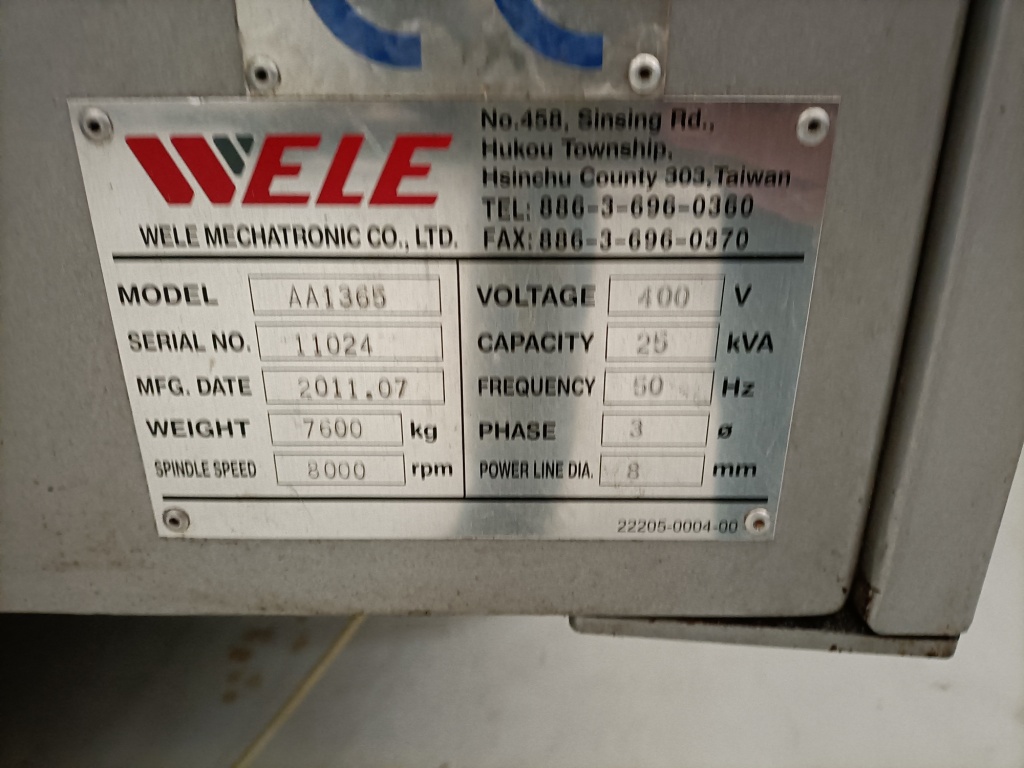 WELE
WELE MECHATRONIC CO., LTD.
No.458, Sinsing Rd.,
Hukou Township,
Hsinchu County 303, Taiwan
TEL: 886-3-696-0360
FAX: 886-3-696-0370
MODEL AA1365
SERIAL NO. 11024
MFG. DATE 2011.07
WEIGHT 7600 kg
SPINDLE SPEED 8000 rpm
VOLTAGE 400 V
CAPACITY 25 kVA
FREQUENCY 50 Hz
PHASE 3 ø
POWER LINE DIA. 8 mm
22205-0004-00